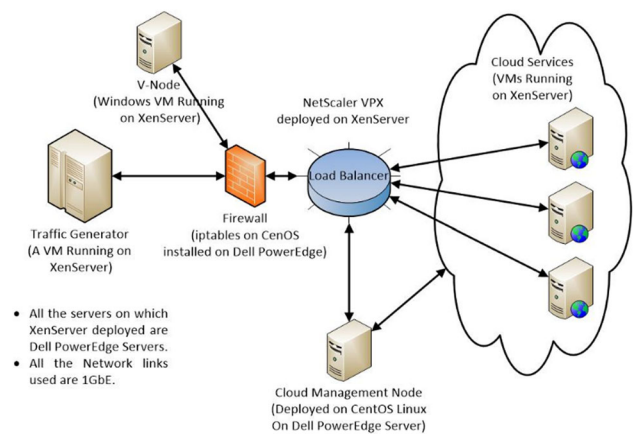 V-Node
(Windows VM Running
on XenServer)
NetScaler VPX
deployed on XenServer
Cloud Services
(VMs Running
on XenServer)
Load Balancer
Traffic Generator
(A VM Running on
XenServer)
Firewall
(iptables on CenOS
installed on Dell PowerEdge)
• All the servers on which
XenServer deployed are
Dell PowerEdge Servers.
• All the Network links
used are 1GbE.
Cloud Management Node
(Deployed on CentOS Linux
On Dell PowerEdge Server)